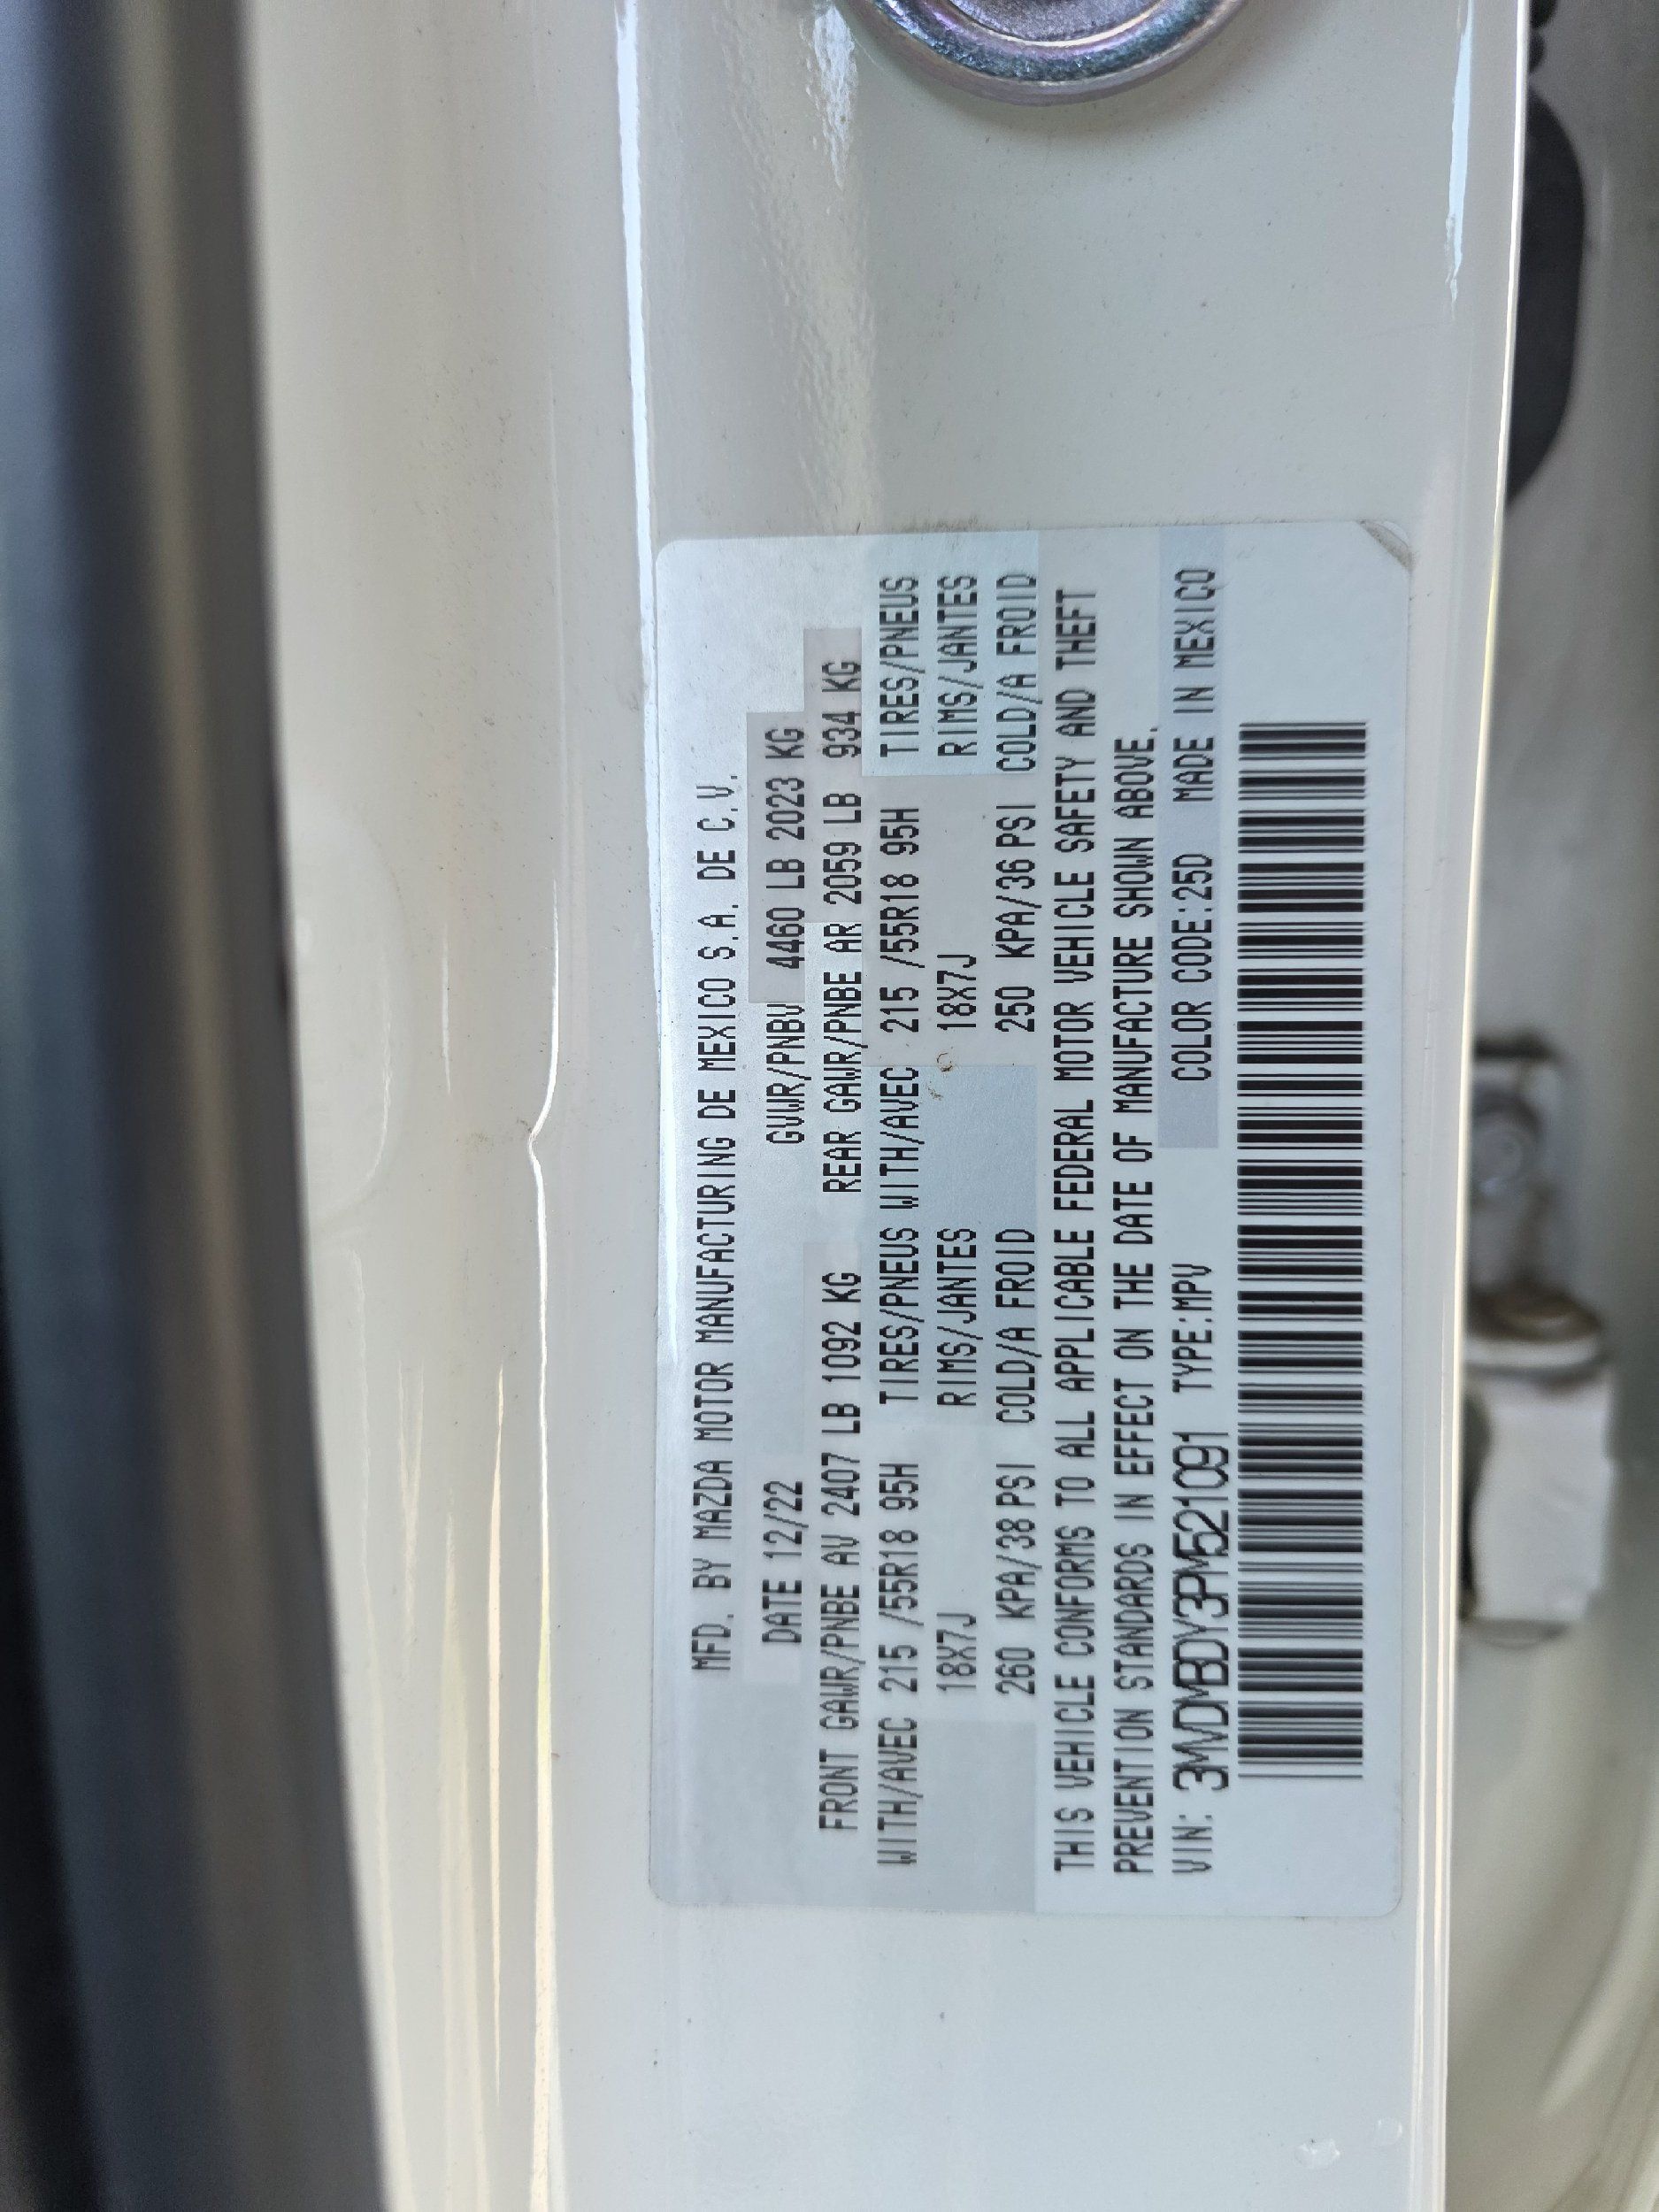 MFD. BY MAZDA MOTOR MANUFACTURING DE MEXICO S.A. DE C.V.
DATE 12/22 GVWR/PNBV 4460 LB 2023 KG
FRONT GAWR/PNBE AV 2407 LB 1092 KG REAR GAWR/PNBE AR 2059 LB 934 KG
WITH/AVEC 215 /55R18 95H TIRES/PNEUS WITH/AVEC 215 /55R18 95H TIRES/PNEUS
18X7J RIMS/JANTES 18X7J RIMS/JANTES
260 KPA/38 PSI COLD/A FROID 250 KPA/36 PSI COLD/A FROID
THIS VEHICLE CONFORMS TO ALL APPLICABLE FEDERAL MOTOR VEHICLE SAFETY AND THEFT
PREVENTION STANDARDS IN EFFECT ON THE DATE OF MANUFACTURE SHOWN ABOVE.
VIN: 3MVDMBDY3PM521091 TYPE:MPV COLOR CODE:25D MADE IN MEXICO